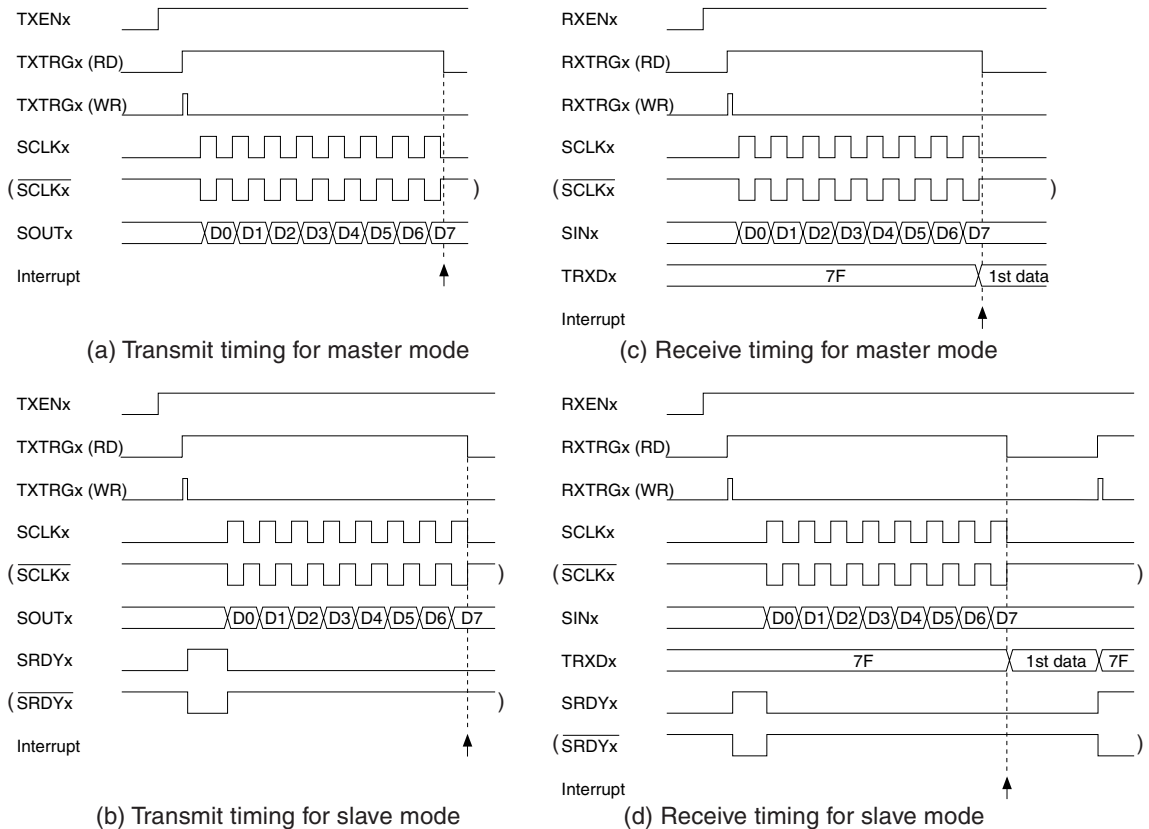 TXENx
TXTRGx (RD)
TXTRGx (WR)
SCLKx
( SCLKx )
SOUTx D0 D1 D2 D3 D4 D5 D6 D7
Interrupt
(a) Transmit timing for master mode
RXENx
RXTRGx (RD)
RXTRGx (WR)
SCLKx
( SCLKx )
SINx D0 D1 D2 D3 D4 D5 D6 D7
TRXDx 7F 1st data
Interrupt
(c) Receive timing for master mode
TXENx
TXTRGx (RD)
TXTRGx (WR)
SCLKx
( SCLKx )
SOUTx D0 D1 D2 D3 D4 D5 D6 D7
SRDYx
( SRDYx )
Interrupt
(b) Transmit timing for slave mode
RXENx
RXTRGx (RD)
RXTRGx (WR)
SCLKx
( SCLKx )
SINx D0 D1 D2 D3 D4 D5 D6 D7
TRXDx 7F 1st data 7F
SRDYx
( SRDYx )
Interrupt
(d) Receive timing for slave mode